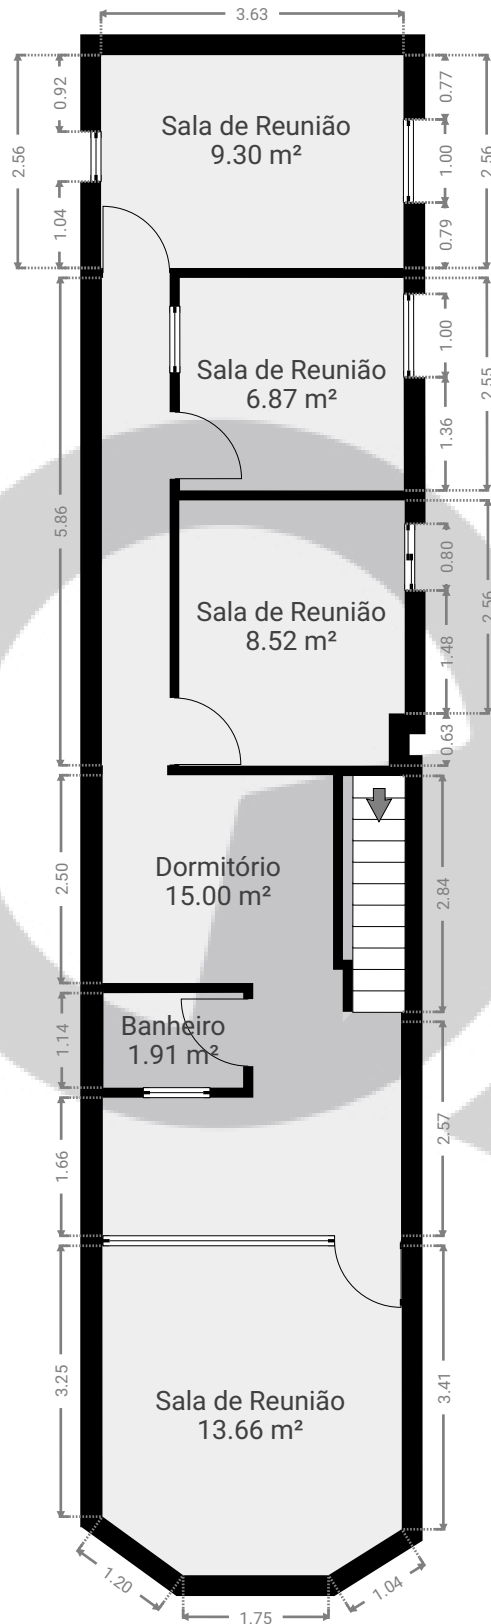 3.63
0.92
2.56
1.04
0.77
1.00
2.56
0.79
Sala de Reunião
9.30 m²
1.00
2.55
1.36
Sala de Reunião
6.87 m²
5.86
0.80
2.56
1.48
0.63
Sala de Reunião
8.52 m²
2.50
2.84
Dormitório
15.00 m²
1.14
Banheiro
1.91 m²
2.57
1.66
3.25
3.41
Sala de Reunião
13.66 m²
1.20
1.04
1.75